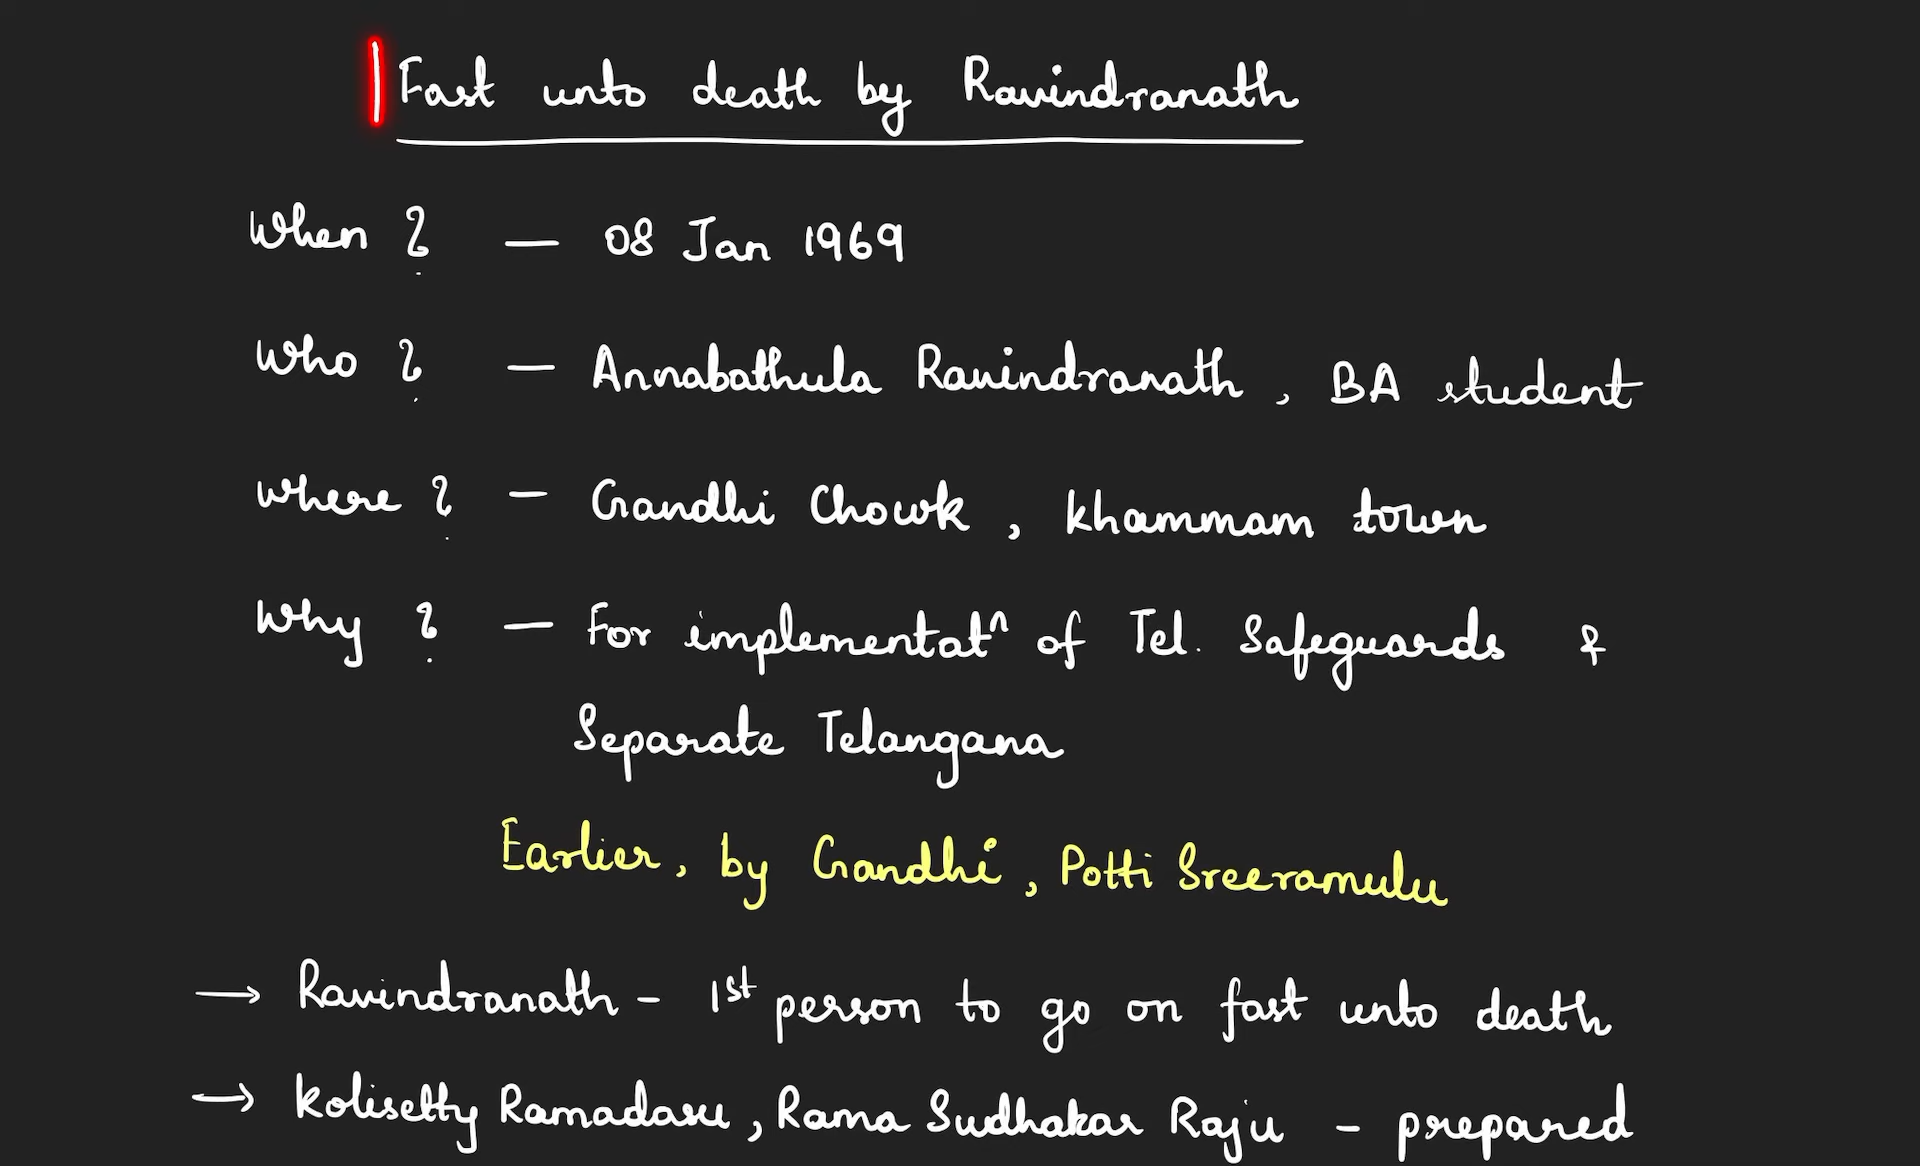 Fast unto death by Ravindranath
When ? — 08 Jan 1969
Who ? — Annabathula Ravindranath, BA student
Where ? — Gandhi Chowk, Khammam town
Why ? — For implementatⁿ of Tel. Safeguards &
Separate Telangana
Earlier, by Gandhi, Potti Sreeramulu
→ Ravindranath - 1st person to go on fast unto death
→ Kolisetty Ramadasu, Rama Sudhakar Raju - prepared